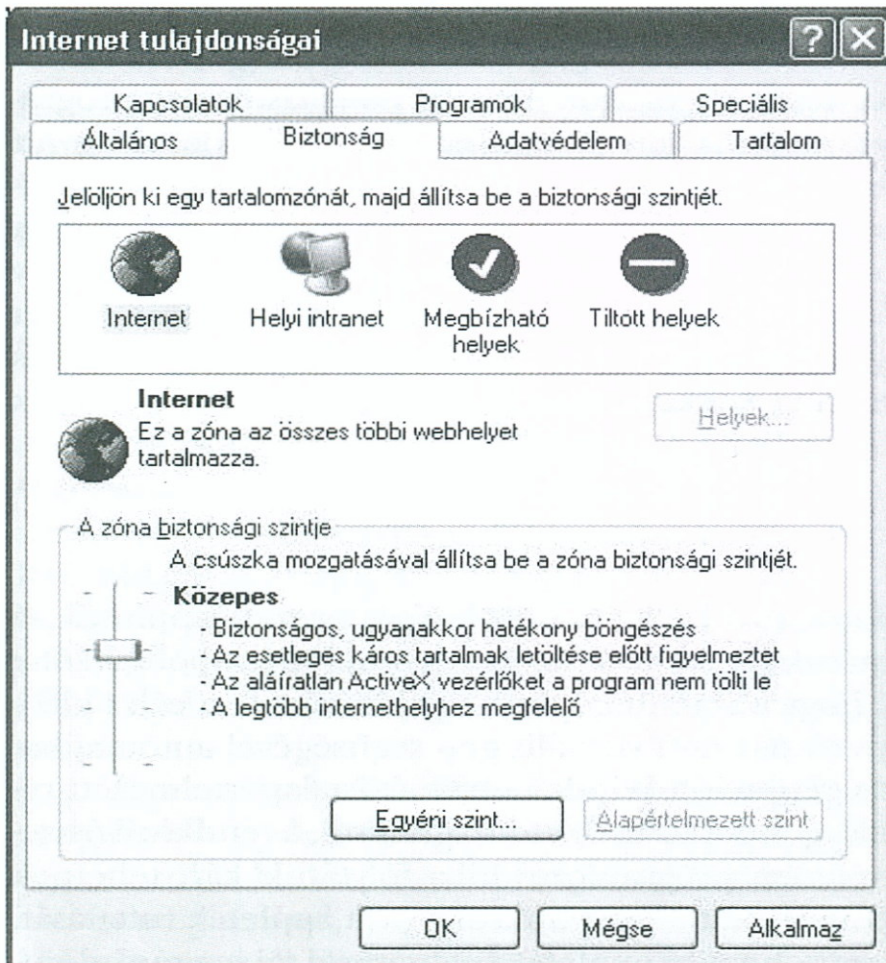 Internet tulajdonságai
Kapcsolatok Programok Speciális
Általános Biztonság Adatvédelem Tartalom
Jelöljön ki egy tartalomzónát, majd állítsa be a biztonsági szintjét.
Internet Helyi intranet Megbízható helyek Tiltott helyek
Internet
Helyek...
Ez a zóna az összes többi webhelyet
tartalmazza.
A zóna biztonsági szintje
A csúszka mozgatásával állítsa be a zóna biztonsági szintjét.
Közepes
- Biztonságos, ugyanakkor hatékony böngészés
- Az esetleges káros tartalmak letöltése előtt figyelmeztet
- Az aláíratlan ActiveX vezérlőket a program nem tölti le
- A legtöbb internethelyhez megfelelő
Egyéni szint... Alapértelmezett szint
OK Mégse Alkalmaz